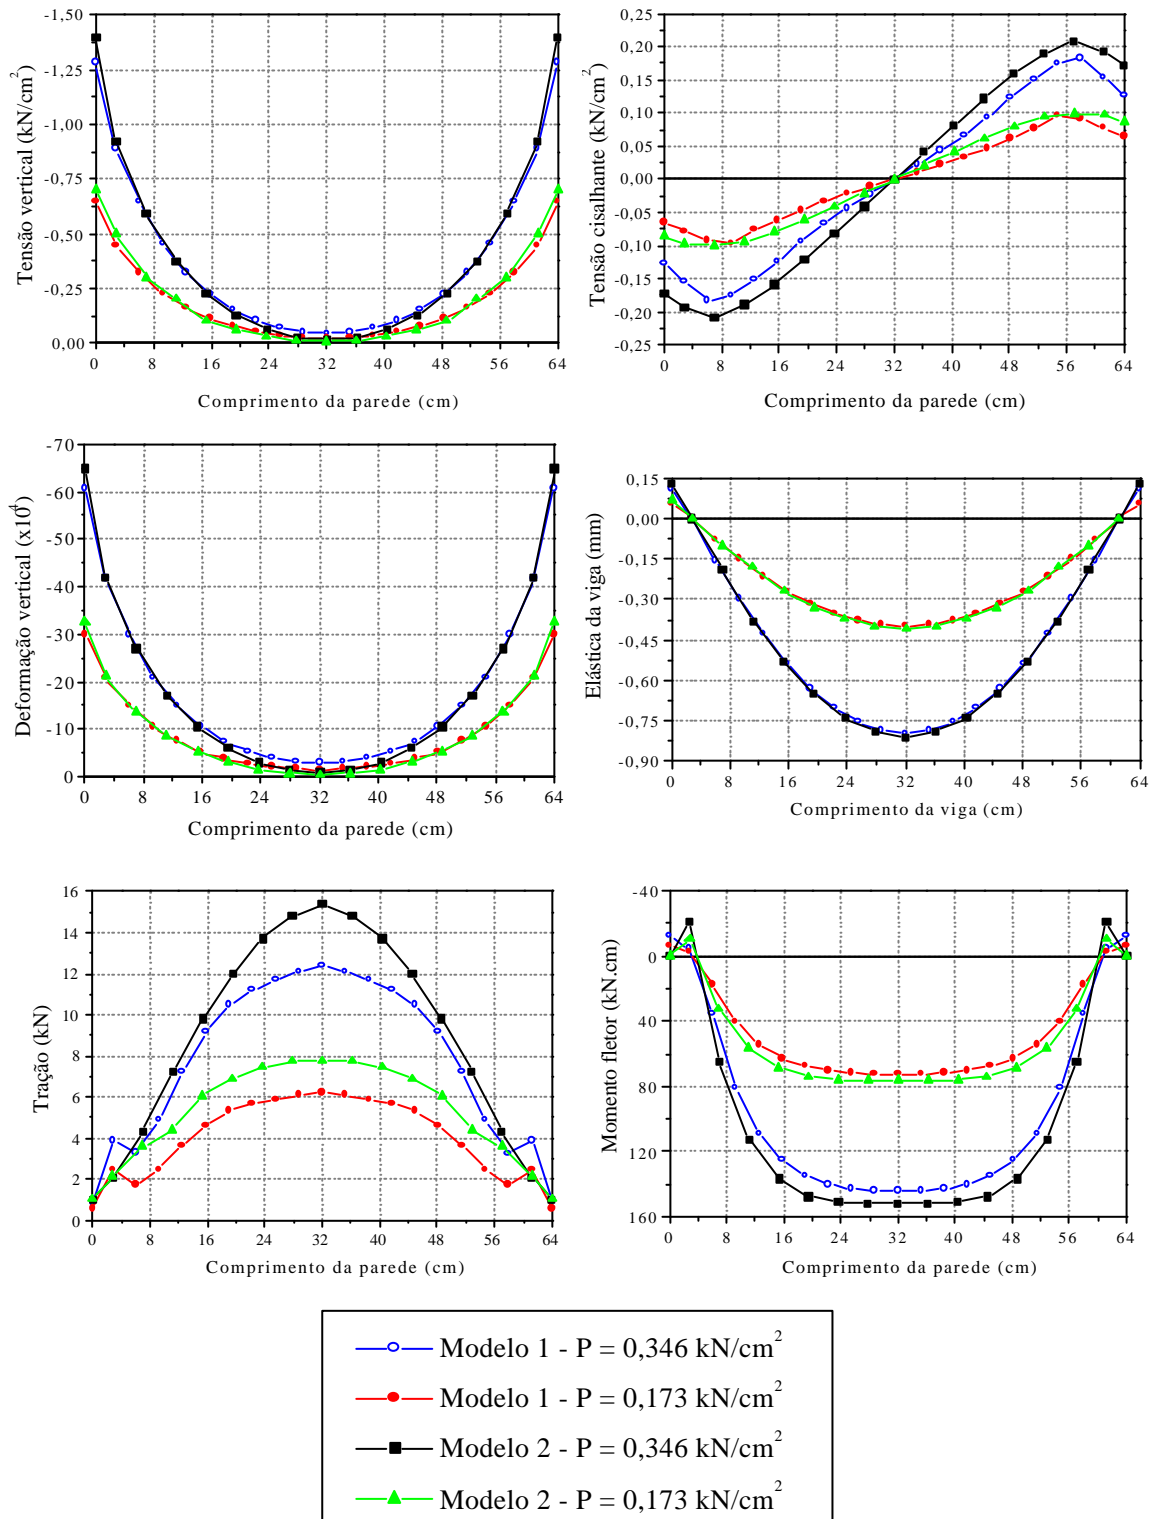 -1,50
-1,25
-1,00
-0,75
-0,50
-0,25
0,00
Tensão vertical (kN/cm²)
0 8 16 24 32 40 48 56 64
Comprimento da parede (cm)
0,25
0,20
0,15
0,10
0,05
0,00
-0,05
-0,10
-0,15
-0,20
-0,25
Tensão cisalhante (kN/cm²)
0 8 16 24 32 40 48 56 64
Comprimento da parede (cm)
-70
-60
-50
-40
-30
-20
-10
0
Deformação vertical (x10⁴)
0 8 16 24 32 40 48 56 64
Comprimento da parede (cm)
0,15
0,00
-0,15
-0,30
-0,45
-0,60
-0,75
-0,90
Elástica da viga (mm)
0 8 16 24 32 40 48 56 64
Comprimento da viga (cm)
16
14
12
10
8
6
4
2
0
Tração (kN)
0 8 16 24 32 40 48 56 64
Comprimento da parede (cm)
-40
0
40
80
120
160
Momento fletor (kN.cm)
0 8 16 24 32 40 48 56 64
Comprimento da parede (cm)
Modelo 1 - P = 0,346 kN/cm²
Modelo 1 - P = 0,173 kN/cm²
Modelo 2 - P = 0,346 kN/cm²
Modelo 2 - P = 0,173 kN/cm²